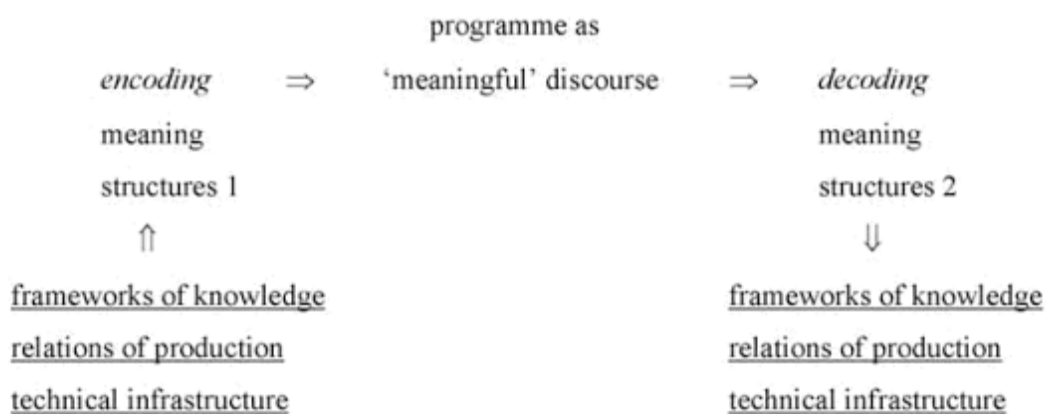 programme as
encoding ⇒ ‘meaningful’ discourse ⇒ decoding
meaning meaning
structures 1 structures 2
⇑ ⇓
frameworks of knowledge frameworks of knowledge
relations of production relations of production
technical infrastructure technical infrastructure